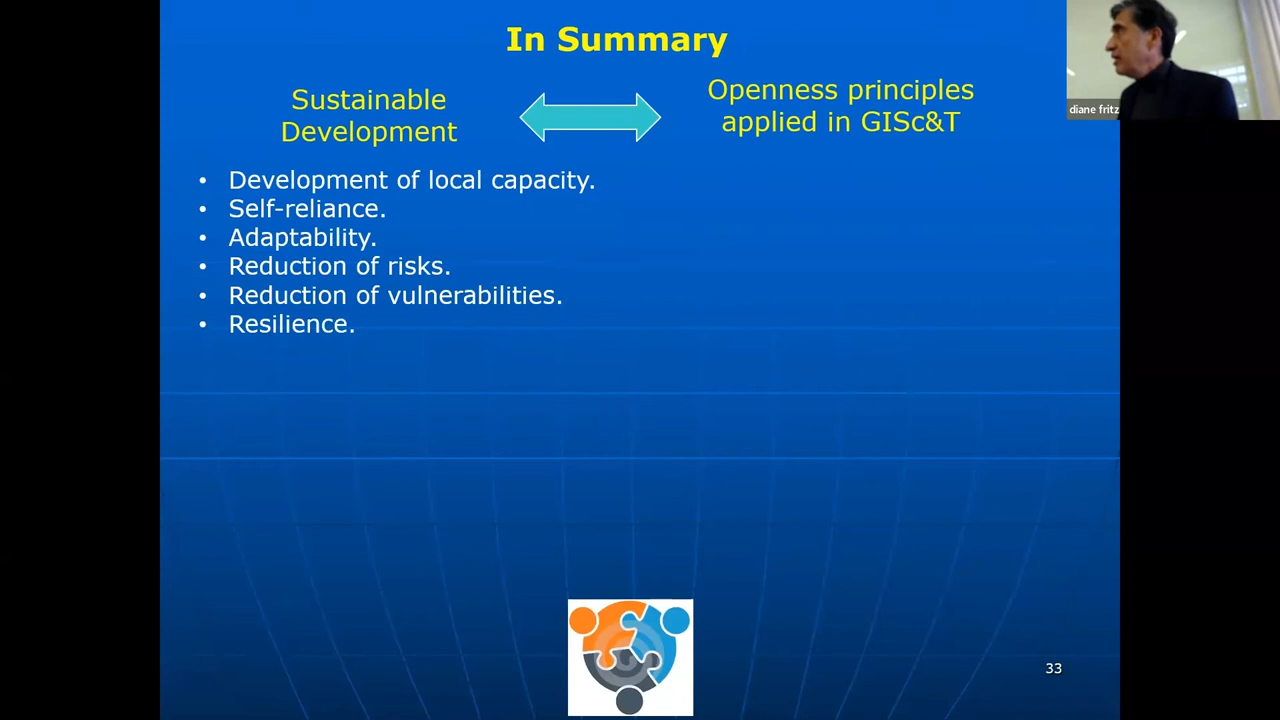 In Summary
Sustainable
Development
Openness principles
applied in GISc&T
• Development of local capacity.
• Self-reliance.
• Adaptability.
• Reduction of risks.
• Reduction of vulnerabilities.
• Resilience.
diane fritz
33